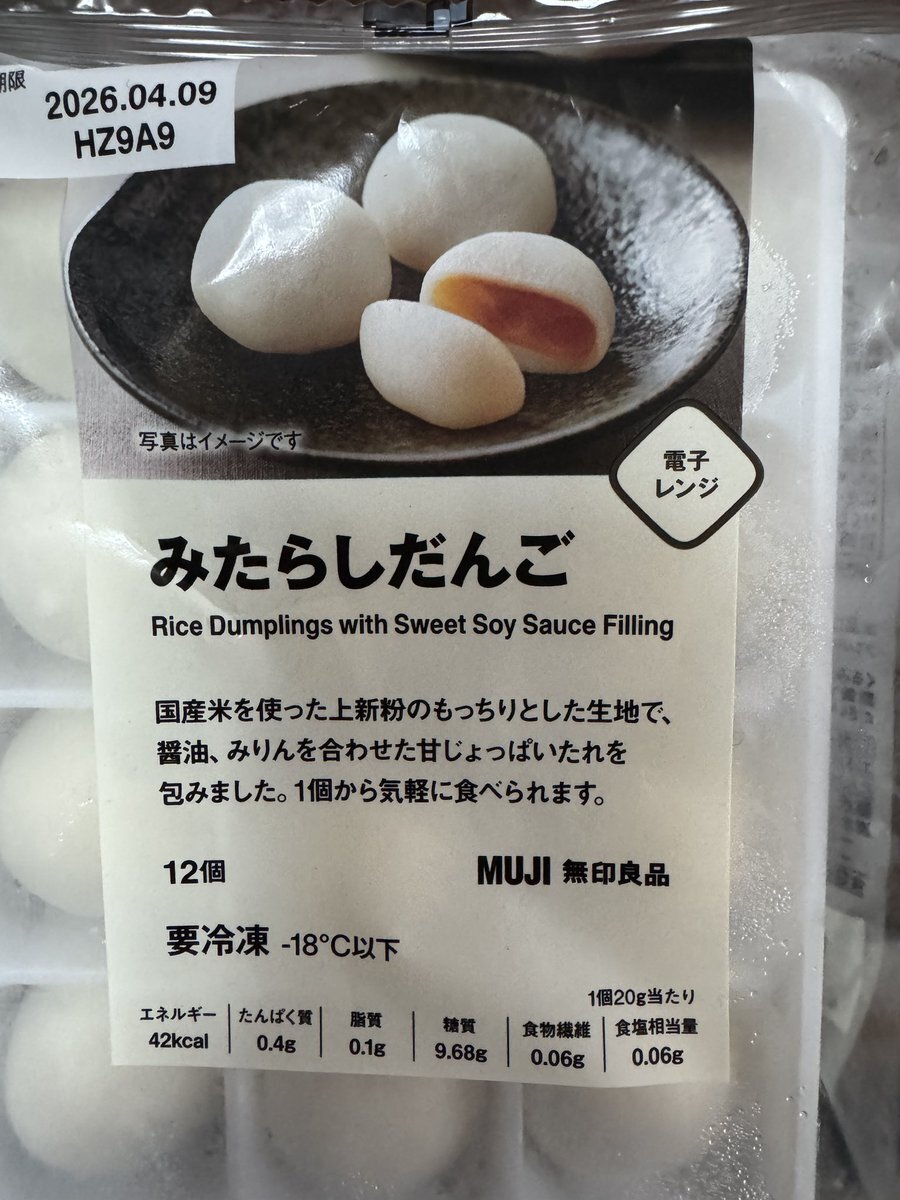 期限
2026.04.09
HZ9A9
写真はイメージです
電子
レンジ
みたらしだんご
Rice Dumplings with Sweet Soy Sauce Filling
国産米を使った上新粉のもっちりとした生地で、
醤油、みりんを合わせた甘じょっぱいたれを
包みました。1個から気軽に食べられます。
12個
MUJI 無印良品
要冷凍 -18℃以下
1個20g当たり
エネルギー たんぱく質 脂質 糖質 食物繊維 食塩相当量
42kcal 0.4g 0.1g 9.68g 0.06g 0.06g